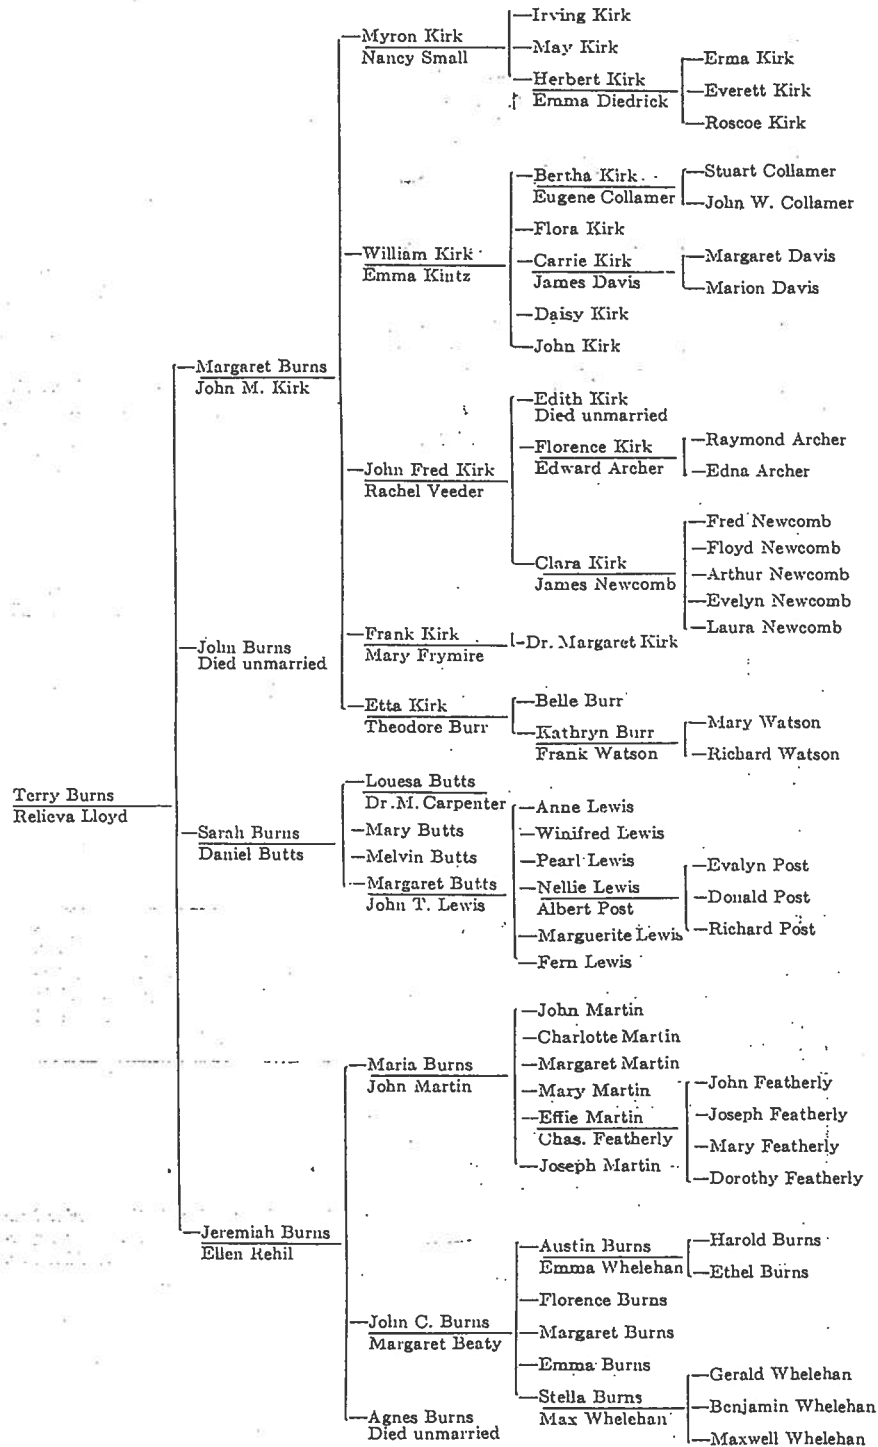 Terry Burns
Relieva Lloyd
Margaret Burns
John M. Kirk
John Burns
Died unmarried
Sarah Burns
Daniel Butts
Jeremiah Burns
Ellen Rehil
Myron Kirk
Nancy Small
William Kirk
Emma Kintz
John Fred Kirk
Rachel Veeder
Frank Kirk
Mary Frymire
Etta Kirk
Theodore Burr
Louesa Butts
Dr. M. Carpenter
Mary Butts
Melvin Butts
Margaret Butts
John T. Lewis
Maria Burns
John Martin
John C. Burns
Margaret Beaty
Agnes Burns
Died unmarried
Irving Kirk
May Kirk
Herbert Kirk
Emma Diedrick
Bertha Kirk
Eugene Collamer
Flora Kirk
Carrie Kirk
James Davis
Daisy Kirk
John Kirk
Edith Kirk
Died unmarried
Florence Kirk
Edward Archer
Clara Kirk
James Newcomb
Dr. Margaret Kirk
Belle Burr
Kathryn Burr
Frank Watson
Anne Lewis
Winifred Lewis
Pearl Lewis
Nellie Lewis
Albert Post
Marguerite Lewis
Fern Lewis
John Martin
Charlotte Martin
Margaret Martin
Mary Martin
Effie Martin
Chas. Featherly
Joseph Martin
Austin Burns
Emma Whelehan
Florence Burns
Margaret Burns
Emma Burns
Stella Burns
Max Whelehan
Erma Kirk
Everett Kirk
Roscoe Kirk
Stuart Collamer
John W. Collamer
Margaret Davis
Marion Davis
Raymond Archer
Edna Archer
Fred Newcomb
Floyd Newcomb
Arthur Newcomb
Evelyn Newcomb
Laura Newcomb
Mary Watson
Richard Watson
Evalyn Post
Donald Post
Richard Post
John Featherly
Joseph Featherly
Mary Featherly
Dorothy Featherly
Harold Burns
Ethel Burns
Gerald Whelehan
Benjamin Whelehan
Maxwell Whelehan